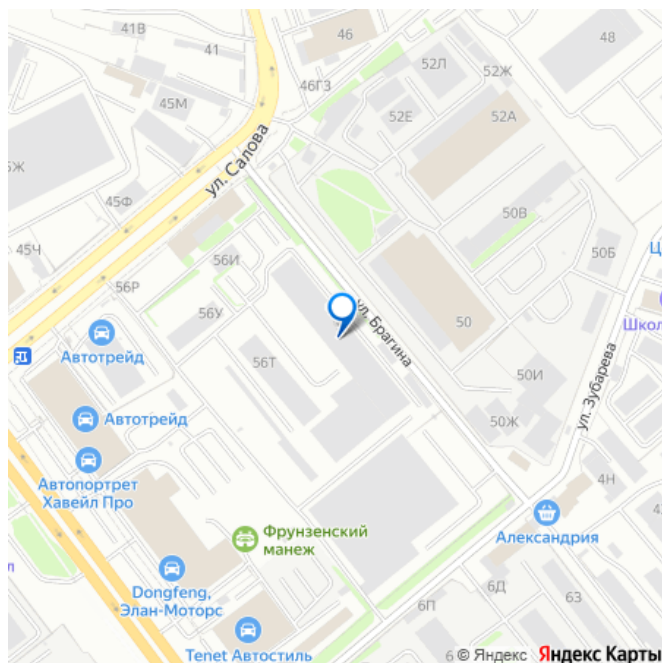 41В
41
46
48
52Л
52Ж
46Г3
45М
52Е
52А
ул. Салова
45Ф
50В
45Ч
50Б
56И
56Р
56У
50
ул. Брагина
Школ
Автотрейд
56Т
50И
ул. Зубарева
Автотрейд
50Ж
Автопортрет
Хавейл Про
4Н
Александрия
Фрунзенский
манеж
Dongfeng,
Элан-Моторс
6Д
6З
6П
Tenet Автостиль
6
© Яндекс Яндекс Карты